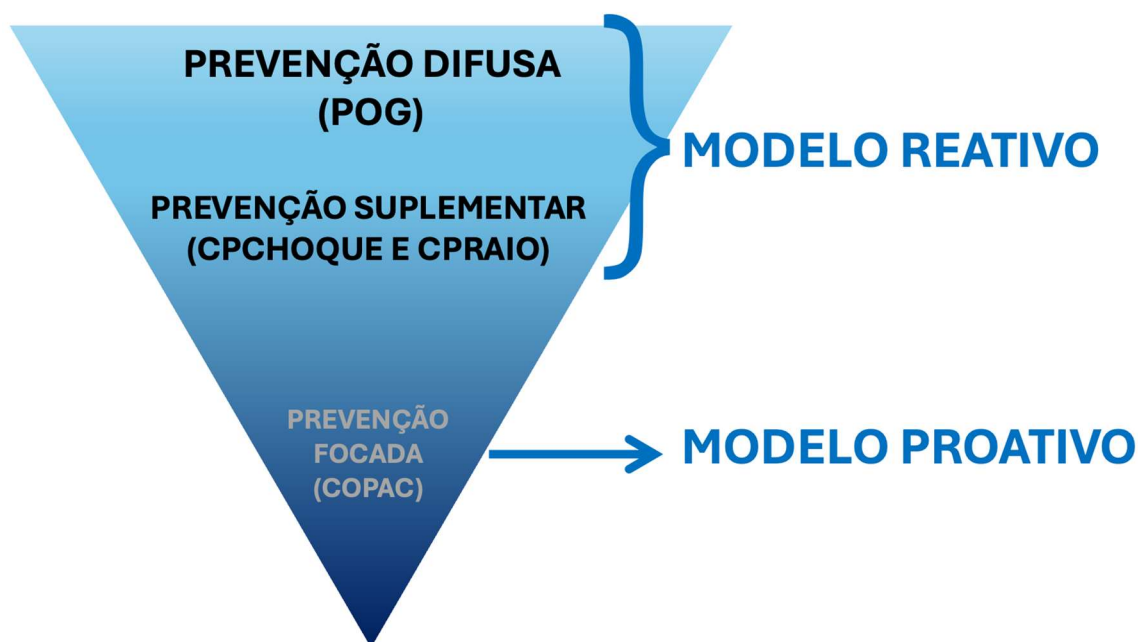 PREVENÇÃO DIFUSA
(POG)
MODELO REATIVO
PREVENÇÃO SUPLEMENTAR
(CPCHOQUE E CPRAIO)
PREVENÇÃO
FOCADA
(COPAC)
MODELO PROATIVO